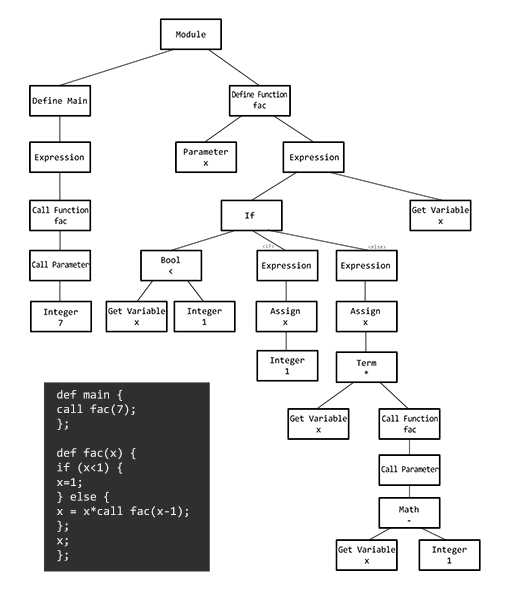 Module
Define Main
Define Function
fac
Expression
Parameter
x
Expression
Call Function
fac
If
Get Variable
x
<if>
<else>
Call Parameter
Bool
<
Expression
Expression
Integer
7
Get Variable
x
Integer
1
Assign
x
Assign
x
Integer
1
Term
*
Get Variable
x
Call Function
fac
Call Parameter
Math
-
Get Variable
x
Integer
1
def main {
call fac(7);
};
def fac(x) {
if (x<1) {
x=1;
} else {
x = x*call fac(x-1);
};
x;
};